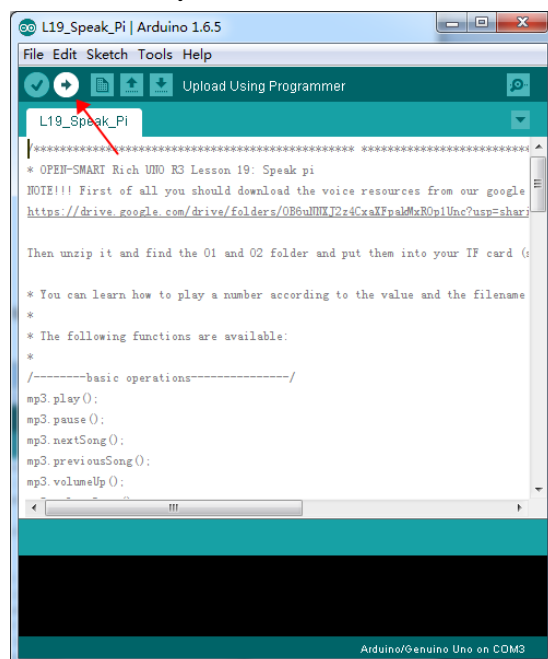 L19_Speak_Pi | Arduino 1.6.5
File Edit Sketch Tools Help
Upload Using Programmer
L19_Speak_Pi
/************************************************** ************************
* OPEN-SMART Rich UNO R3 Lesson 19: Speak pi
NOTE!!! First of all you should download the voice resources from our google
Then unzip it and find the 01 and 02 folder and put them into your TF card (s
* You can learn how to play a number according to the value and the filename
*
* The following functions are available:
*
/--------basic operations---------------/
mp3.play();
mp3.pause();
mp3.nextSong();
mp3.previousSong();
mp3.volumeUp();
Arduino/Genuino Uno on COM3